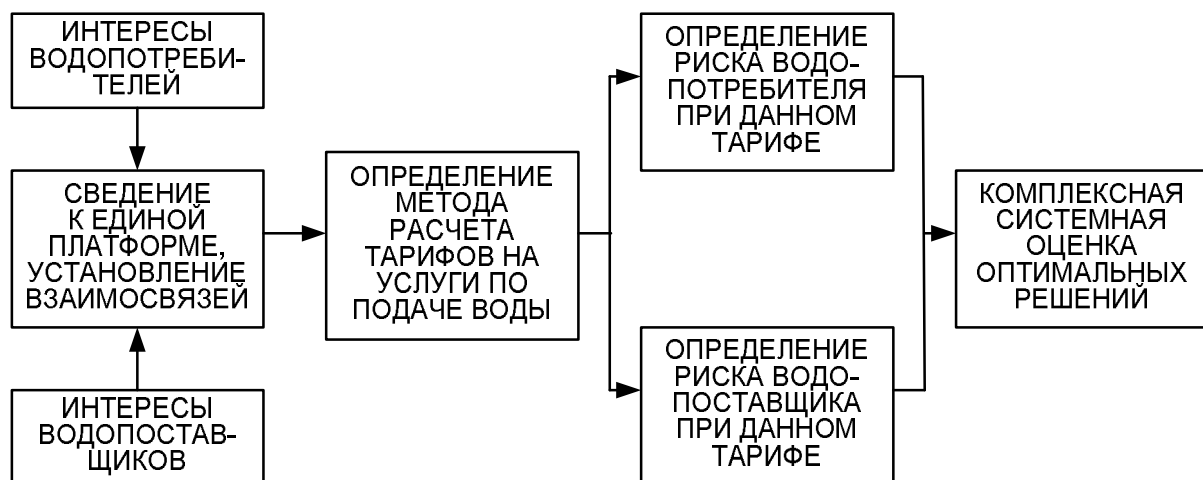 ИНТЕРЕСЫ
ВОДОПОТРЕБИ-
ТЕЛЕЙ
СВЕДЕНИЕ
К ЕДИНОЙ
ПЛАТФОРМЕ,
УСТАНОВЛЕНИЕ
ВЗАИМОСВЯЗЕЙ
ИНТЕРЕСЫ
ВОДОПОСТАВ-
ЩИКОВ
ОПРЕДЕЛЕНИЕ
МЕТОДА
РАСЧЕТА
ТАРИФОВ НА
УСЛУГИ ПО
ПОДАЧЕ ВОДЫ
ОПРЕДЕЛЕНИЕ
РИСКА ВОДО-
ПОТРЕБИТЕЛЯ
ПРИ ДАННОМ
ТАРИФЕ
ОПРЕДЕЛЕНИЕ
РИСКА ВОДО-
ПОСТАВЩИКА
ПРИ ДАННОМ
ТАРИФЕ
КОМПЛЕКСНАЯ
СИСТЕМНАЯ
ОЦЕНКА
ОПТИМАЛЬНЫХ
РЕШЕНИЙ